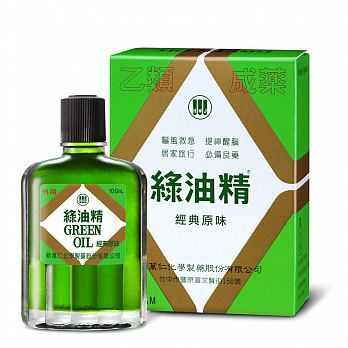 乙類 成藥
驅風救急 提神醒腦
居家旅行 必備良藥
綠油精
經典原味
萬仁化學製藥股份有限公司
台中市豐原區文賢街158號
外用 10Gm.
綠油精
GREEN
OIL 經典原味
新萬仁化學製藥股份有限公司